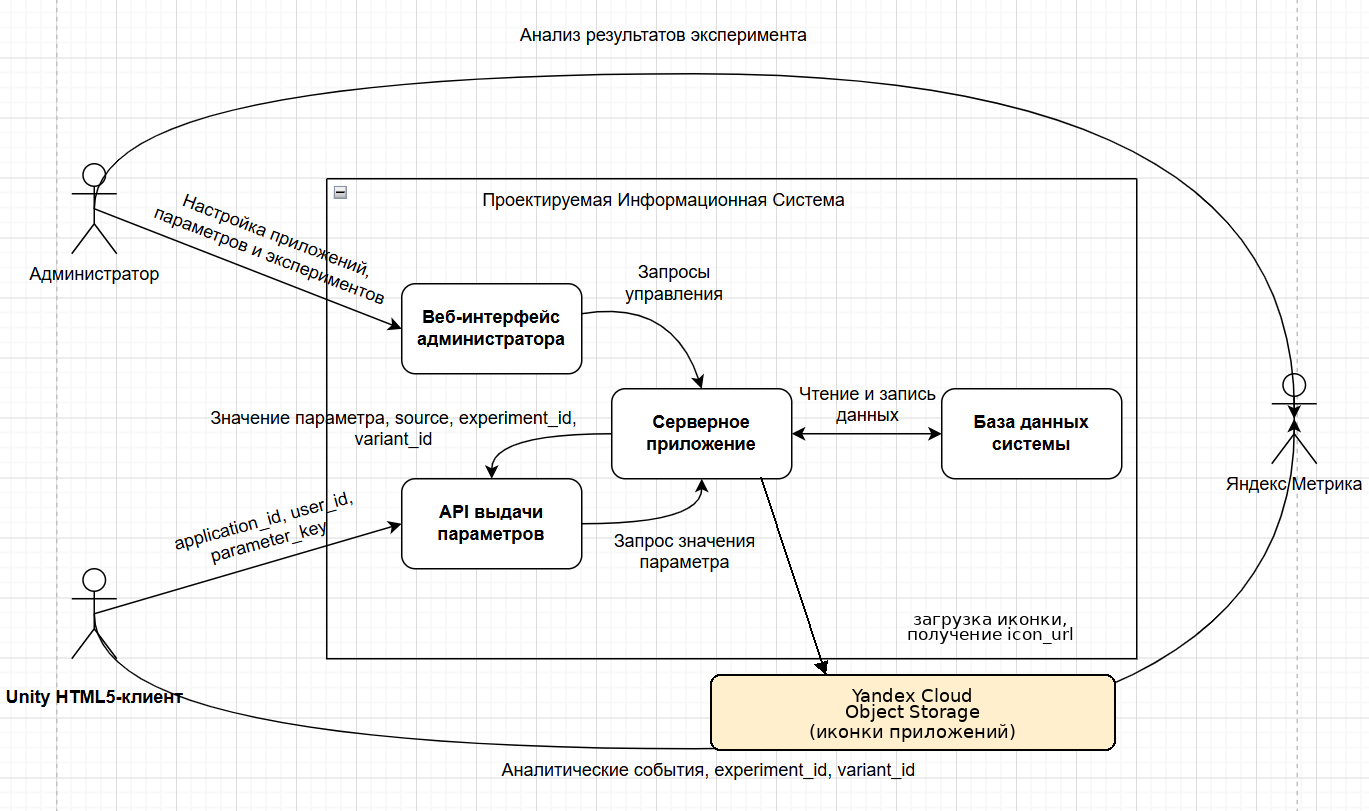 Анализ результатов эксперимента
Проектируемая Информационная Система
Настройка приложений,
параметров и экспериментов
Администратор
Запросы
управления
Веб-интерфейс
администратора
Чтение и запись
данных
Значение параметра, source, experiment_id,
variant_id
Серверное
приложение
База данных
системы
Яндекс Метрика
application_id, user_id,
parameter_key
API выдачи
параметров
Запрос значения
параметра
загрузка иконки,
получение icon_url
Unity HTML5-клиент
Yandex Cloud
Object Storage
(иконки приложений)
Аналитические события, experiment_id, variant_id